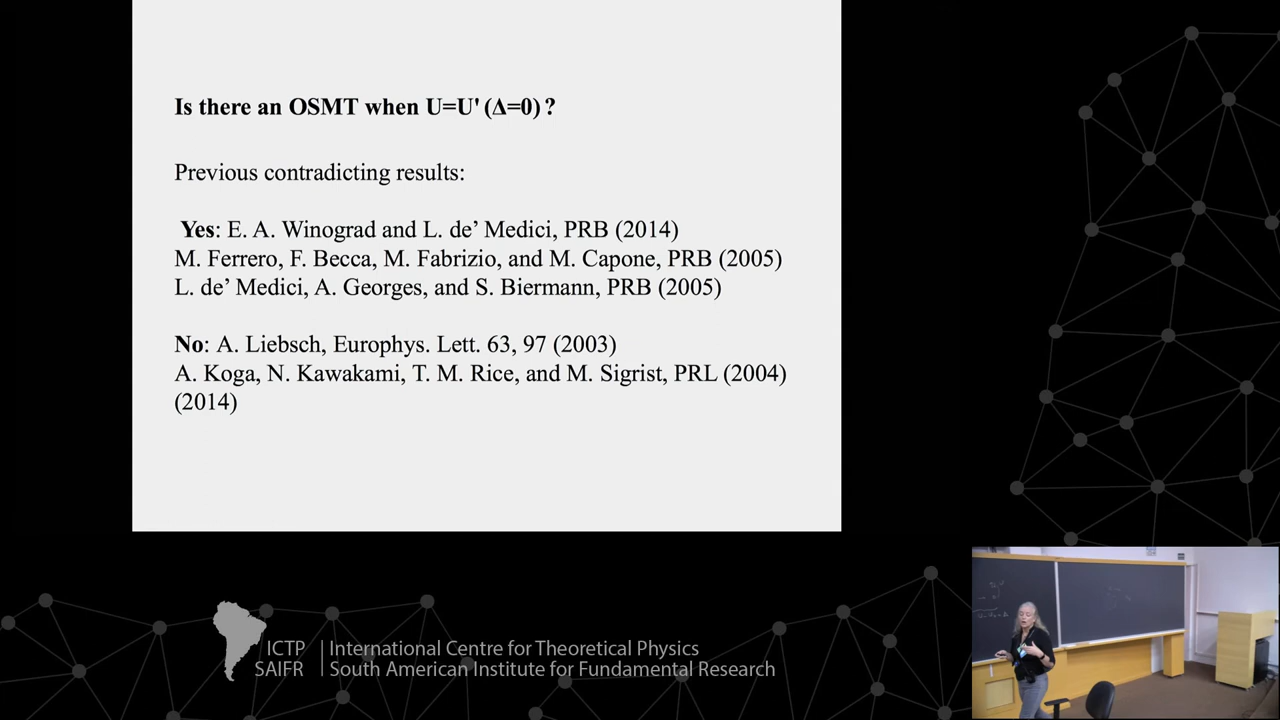 Is there an OSMT when U=U' (Δ=0) ?
Previous contradicting results:
Yes: E. A. Winograd and L. de’ Medici, PRB (2014)
M. Ferrero, F. Becca, M. Fabrizio, and M. Capone, PRB (2005)
L. de’ Medici, A. Georges, and S. Biermann, PRB (2005)
No: A. Liebsch, Europhys. Lett. 63, 97 (2003)
A. Koga, N. Kawakami, T. M. Rice, and M. Sigrist, PRL (2004)
(2014)
ICTP
SAIFR
International Centre for Theoretical Physics
South American Institute for Fundamental Research